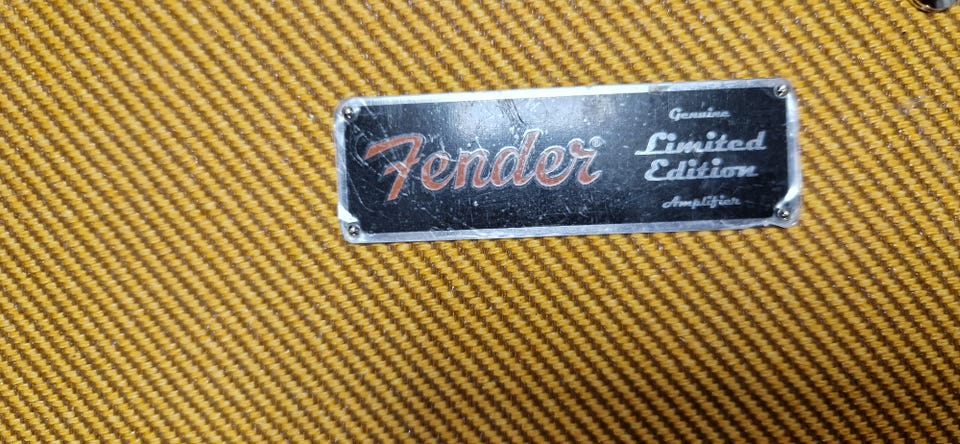 Fender®
Genuine
Limited
Edition
Amplifier